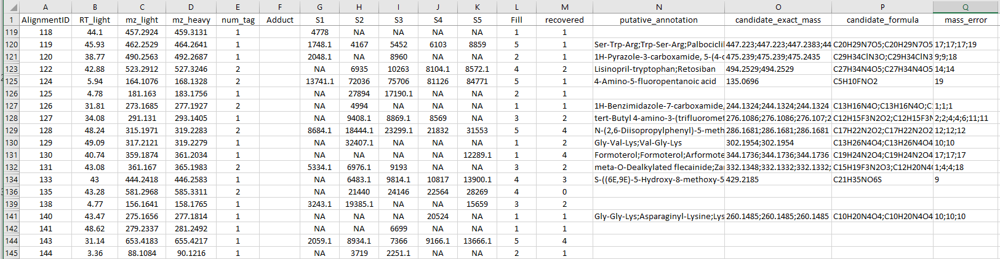 A B C D E F G H I J K L M N O P Q
1 AlignmentID RT_light mz_light mz_heavy num_tag Adduct S1 S2 S3 S4 S5 Fill recovered putative_annotation candidate_exact_mass candidate_formula mass_error
119 118 44.1 457.2924 459.3131 1 4778 NA NA NA NA 1 1
120 119 45.93 462.2529 464.2641 1 1748.1 4167 5452 6103 8859 5 1 Ser-Trp-Arg;Trp-Ser-Arg;Palbocicli 447.223;447.223;447.2383;44 C20H29N7O5;C20H29N7O5 17;17;17;19
121 120 38.77 490.2563 492.2687 1 2048.1 NA 8960 NA NA 2 1 1H-Pyrazole-3-carboxamide, 5-(4-c 475.239;475.239;475.2435 C29H34ClN3O;C29H34ClN3 9;9;18
123 122 42.88 523.2912 527.3246 2 NA 6935 10263 8104.1 8572.1 4 2 Lisinopril-tryptophan;Retosiban 494.2529;494.2529 C27H34N4O5;C27H34N4O5 14;14
125 124 5.94 164.1076 168.1328 2 13741.1 72036 75706 81126 84771 5 1 4-Amino-5-fluoropentanoic acid 135.0696 C5H10FNO2 19
126 125 4.78 181.163 183.1756 1 NA 27894 17190.1 NA NA 2 1
127 126 31.81 273.1685 277.1927 2 NA 4994 NA NA NA 1 1 1H-Benzimidazole-7-carboxamide, 244.1324;244.1324;244.1324 C13H16N4O;C13H16N4O;C 1;1;1
128 127 34.08 291.131 293.1405 1 NA 9408.1 8869.1 8569 NA 3 2 tert-Butyl 4-amino-3-(trifluoromet 276.1086;276.1086;276.107;2 C12H15F3N2O2;C12H15F3N 2;2;4;4;6;11;11
129 128 48.24 315.1971 319.2283 2 8684.1 18444.1 23299.1 21832 31553 5 4 N-(2,6-Diisopropylphenyl)-5-meth 286.1681;286.1681;286.1681 C17H22N2O2;C17H22N2O2 12;12;12
130 129 49.09 317.2121 319.2279 1 NA 32407.1 NA NA NA 1 2 Gly-Val-Lys;Val-Gly-Lys 302.1954;302.1954 C13H26N4O4;C13H26N4O4 10;10
131 130 40.74 359.1874 361.2034 1 NA NA NA NA 12289.1 1 4 Formoterol;Formoterol;Arformote 344.1736;344.1736;344.1736 C19H24N2O4;C19H24N2O4 17;17;17
132 131 43.08 361.167 365.1983 2 5334.1 6976.1 9193 NA NA 3 2 meta-O-Dealkylated flecainide;Za 332.1348;332.1332;332.1332; C15H19F3N2O3;C12H20N4 1;4;4;18
134 133 43 444.2418 446.2583 1 NA 6483.1 9814.1 10817 13900.1 4 3 S-((6E,9E)-5-Hydroxy-8-methoxy-5 429.2185 C21H35NO6S 9
136 135 43.28 581.2968 585.3311 2 NA 21440 24146 22564 28269 4 0
139 138 4.77 156.1641 158.1765 1 3243.1 19385.1 NA NA 15659 3 2
141 140 43.47 275.1656 277.1814 1 NA NA NA 20524 NA 1 1 Gly-Gly-Lys;Asparaginyl-Lysine;Lys 260.1485;260.1485;260.1485 C10H20N4O4;C10H20N4O4 10;10;10
142 141 48.62 279.2337 281.2492 1 NA NA 6699 NA NA 1 1
144 143 31.14 653.4183 655.4217 1 2059.1 8934.1 7366 9166.1 13666.1 5 4
145 144 3.36 88.1084 90.1216 1 NA 3719 2251.1 NA NA 2 1